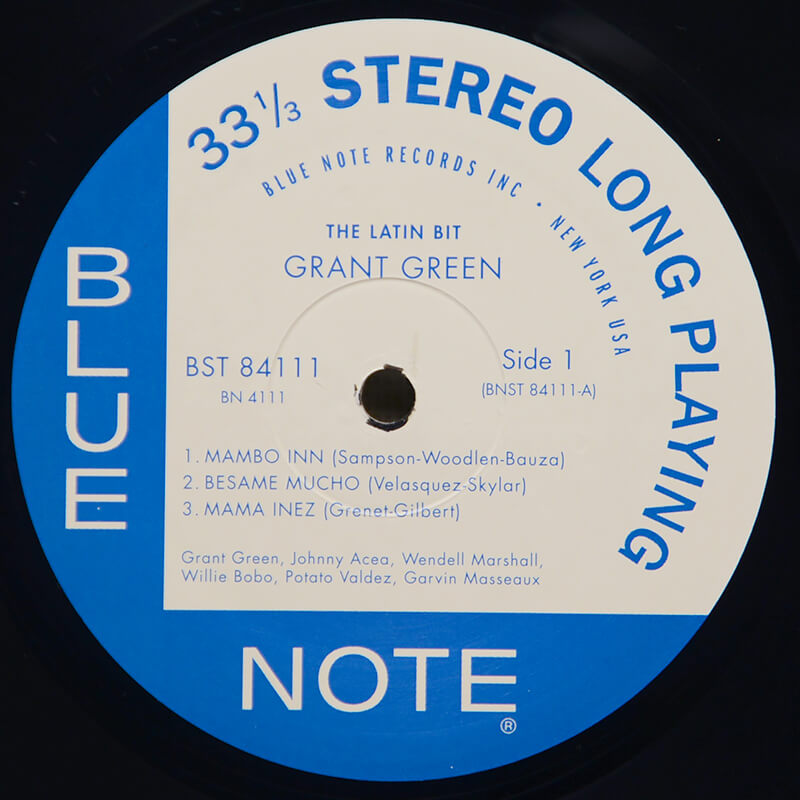 33 1/3 STEREO LONG PLAYING
BLUE NOTE RECORDS INC • NEW YORK USA
THE LATIN BIT
GRANT GREEN
BST 84111
BN 4111
Side 1
(BNST 84111-A)
1. MAMBO INN (Sampson-Woodlen-Bauza)
2. BESAME MUCHO (Velasquez-Skylar)
3. MAMA INEZ (Grenet-Gilbert)
Grant Green, Johnny Acea, Wendell Marshall,
Willie Bobo, Potato Valdez, Garvin Masseaux
BLUE
NOTE®